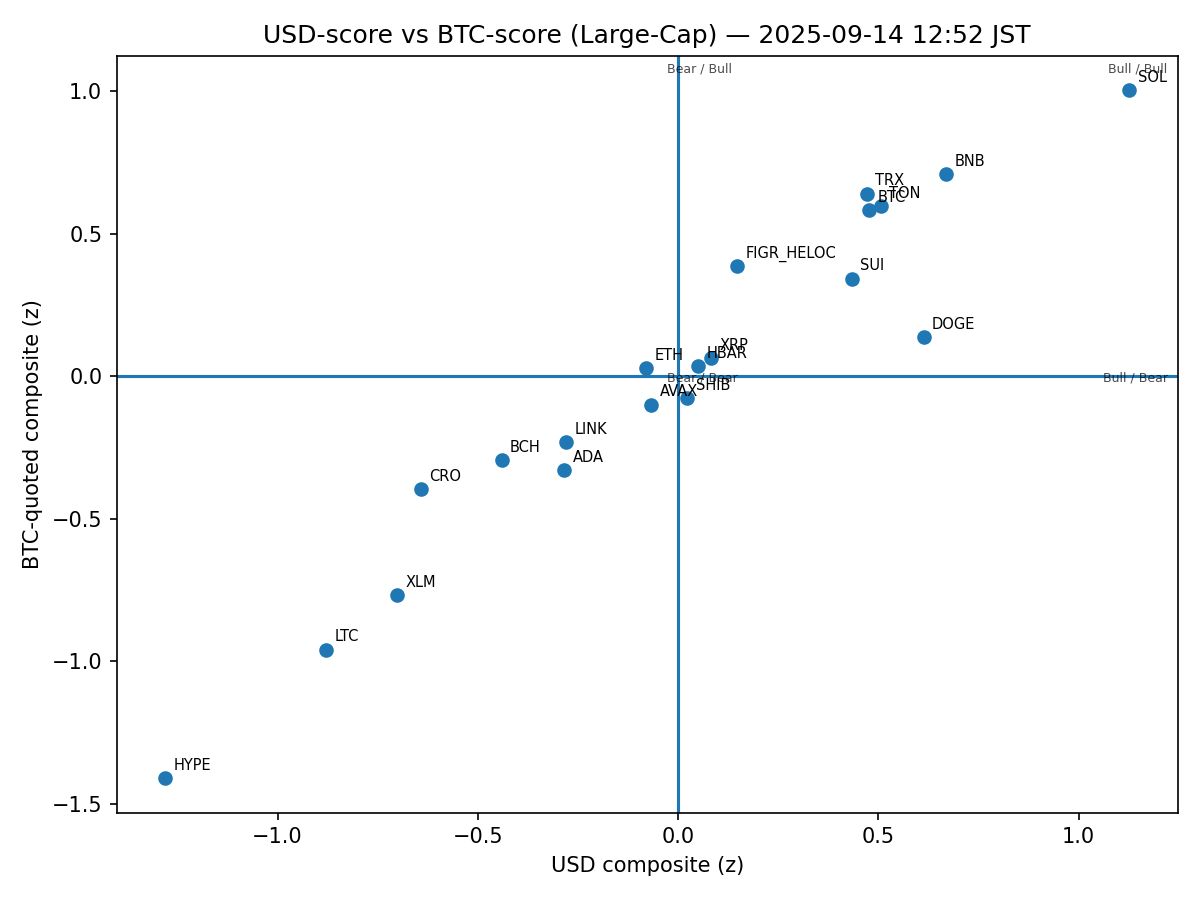 USD-score vs BTC-score (Large-Cap) — 2025-09-14 12:52 JST
Bear / Bull
Bull / Bull
SOL
1.0
BNB
TRX
TON
BTC
0.5
FIGR_HELOC
SUI
DOGE
XRP
HBAR
ETH
0.0
Bear / Bear
Bull / Bear
SHIB
AVAX
LINK
BCH
ADA
CRO
−0.5
XLM
LTC
−1.0
HYPE
−1.5
−1.0
−0.5
0.0
0.5
1.0
USD composite (z)
BTC-quoted composite (z)